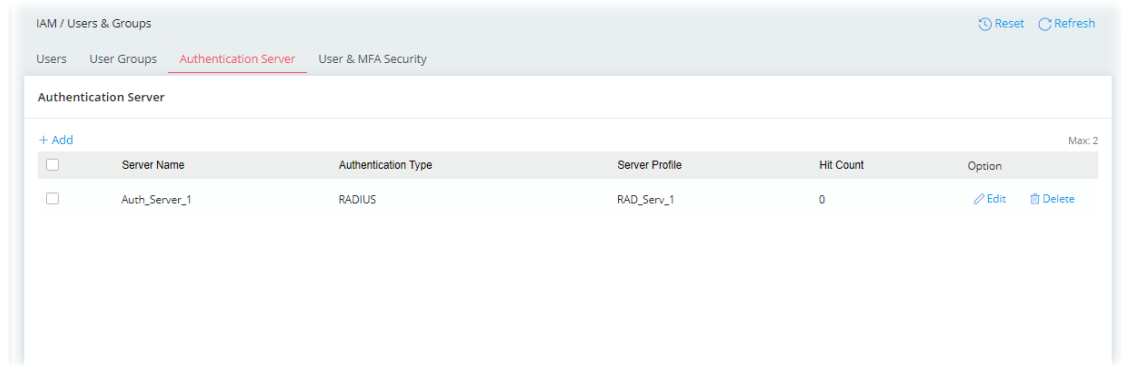 IAM / Users & Groups Reset Refresh
Users User Groups Authentication Server User & MFA Security
Authentication Server
+ Add Max: 2
Server Name Authentication Type Server Profile Hit Count Option
Auth_Server_1 RADIUS RAD_Serv_1 0 Edit Delete